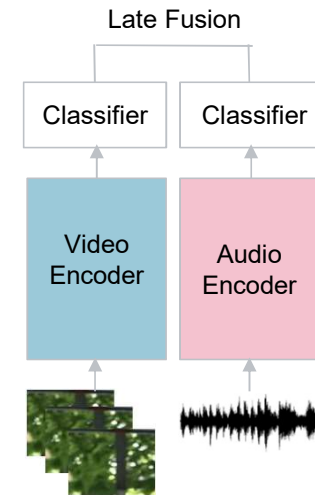 Late Fusion
Classifier
Classifier
Video
Encoder
Audio
Encoder